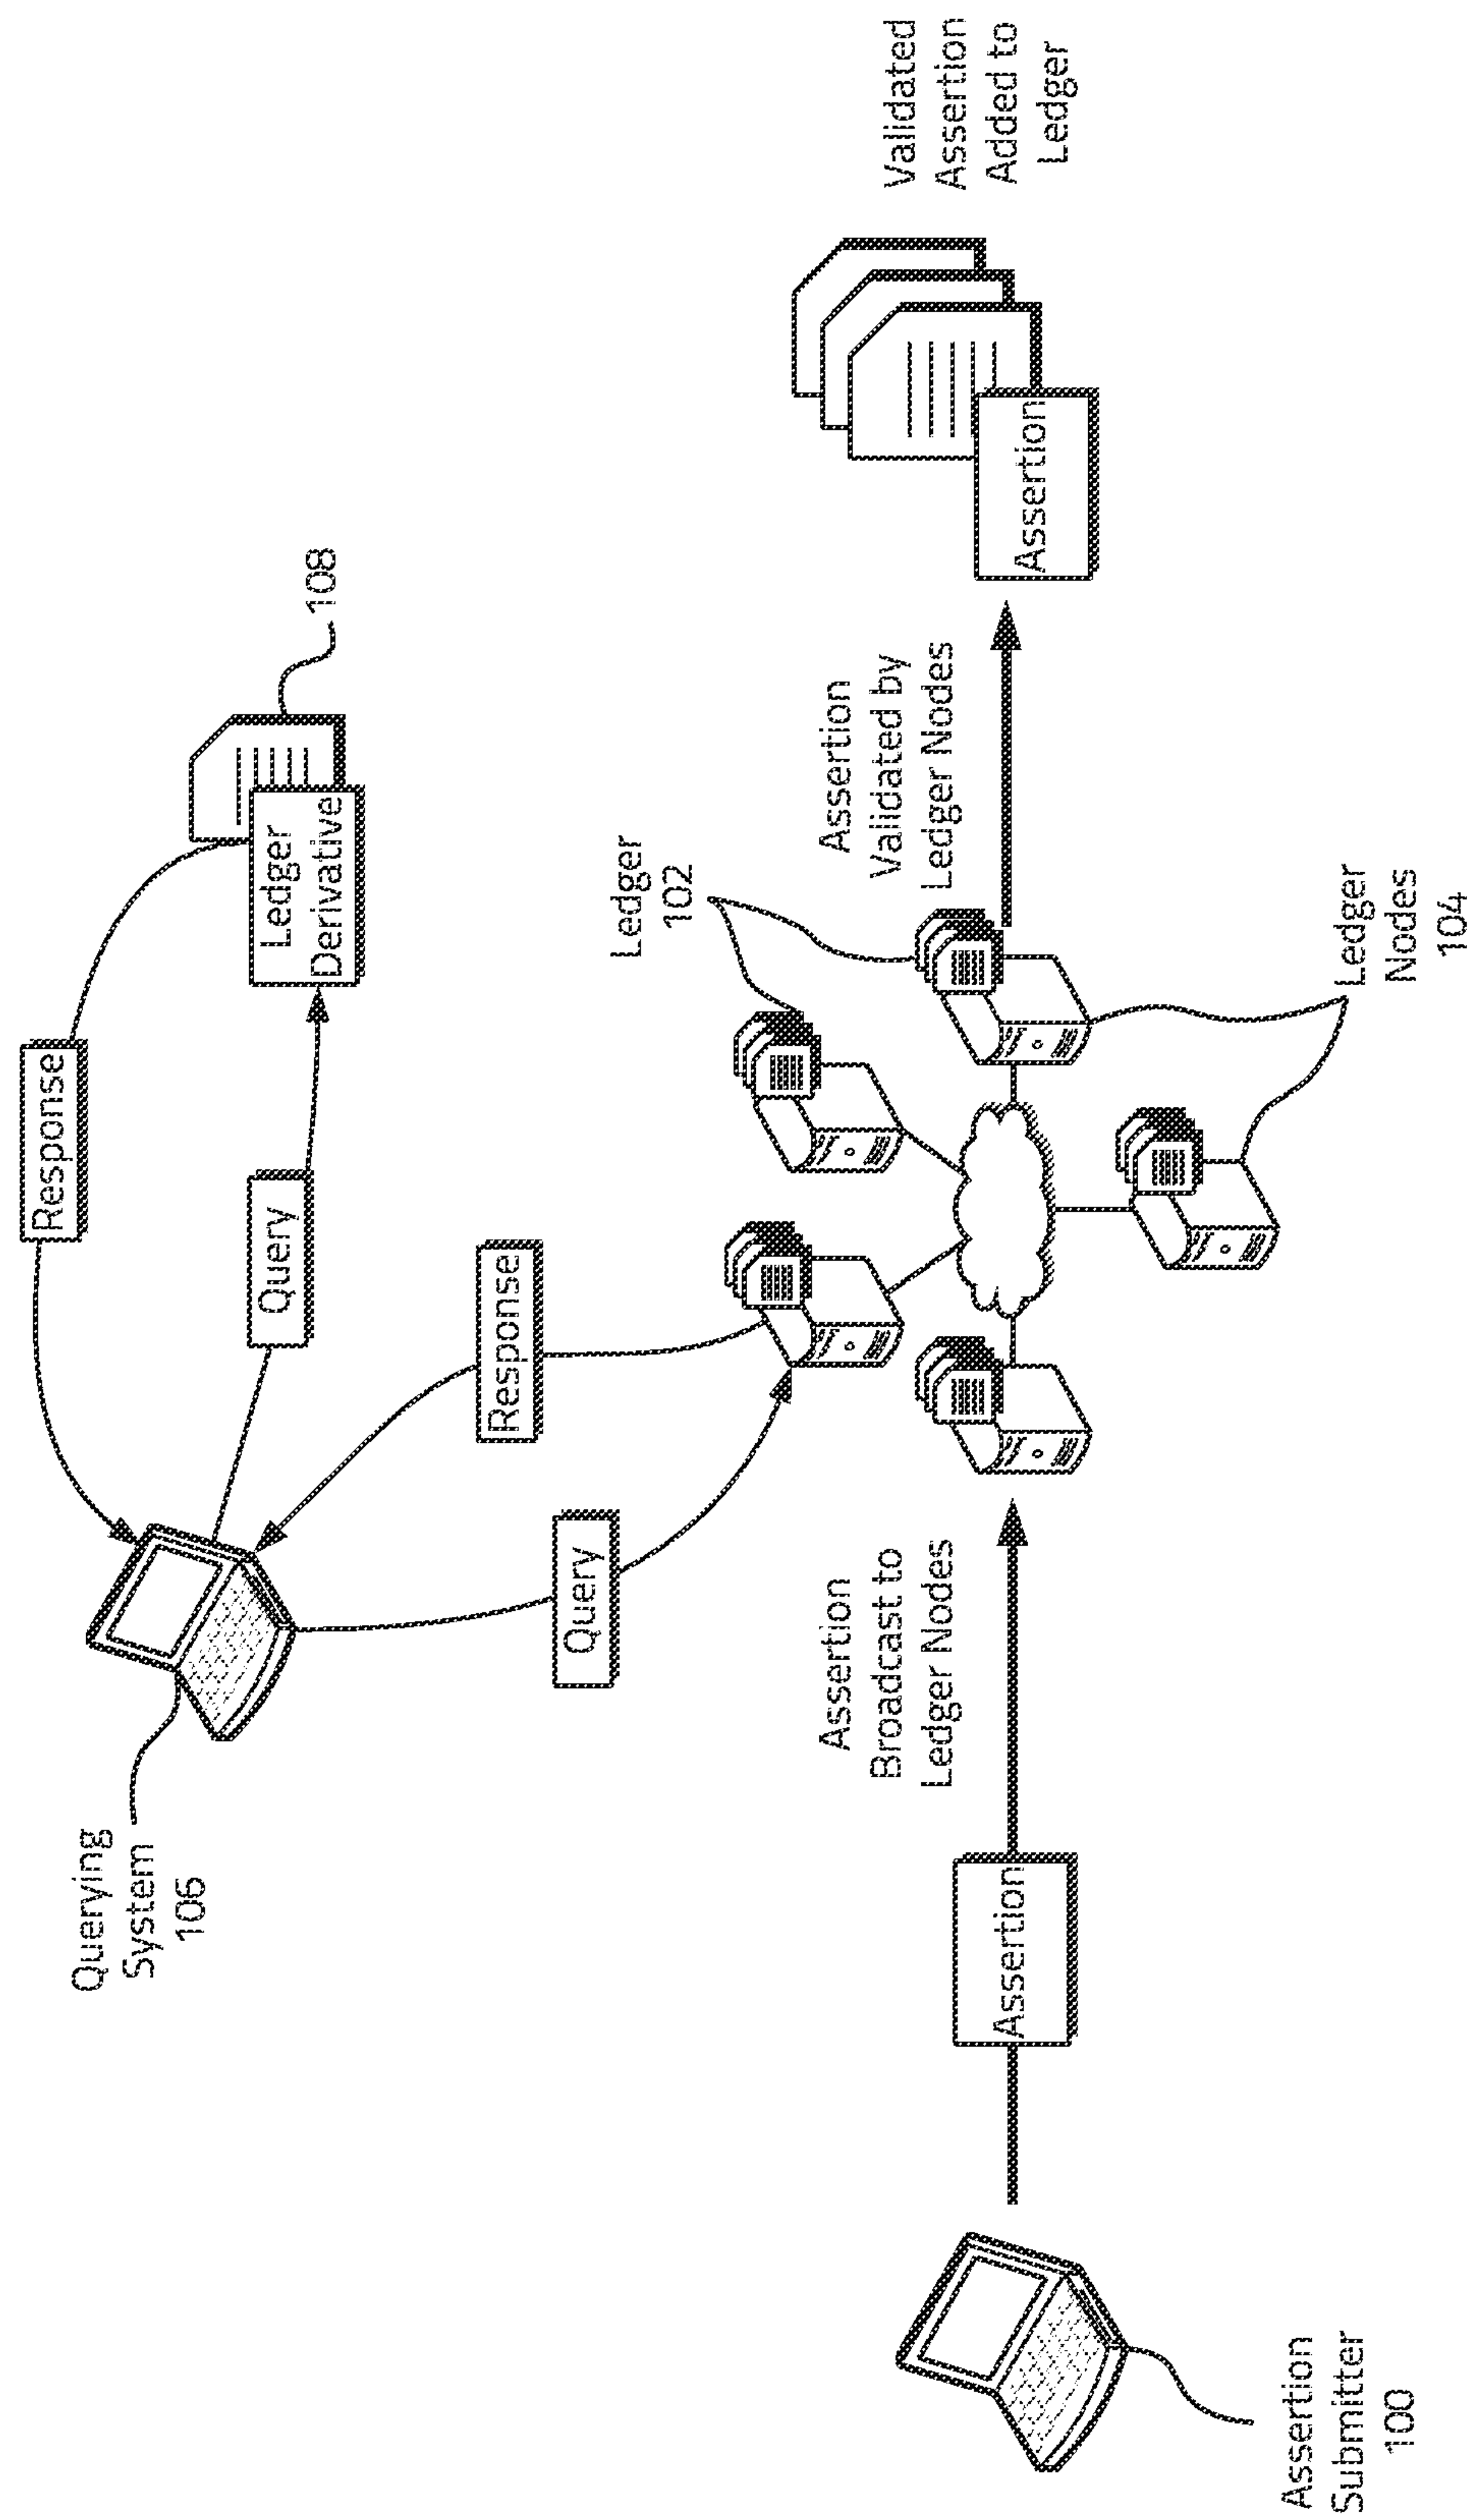 Querying
System
106
Response
Query
Ledger
Derivative
108
Response
Query
Ledger
102
Assertion
Submitter
100
Assertion
Assertion
Broadcast to
Ledger Nodes
Ledger
Nodes
104
Assertion
Validated by
Ledger Nodes
Assertion
Validated
Assertion
Added to
Ledger